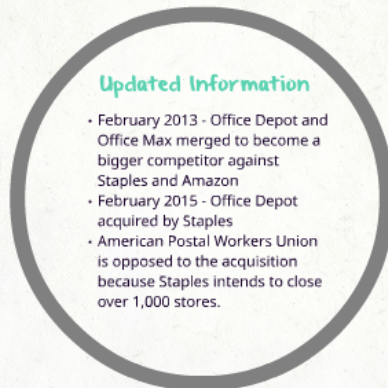 Updated Information
• February 2013 - Office Depot and
Office Max merged to become a
bigger competitor against
Staples and Amazon
• February 2015 - Office Depot
acquired by Staples
• American Postal Workers Union
is opposed to the acquisition
because Staples intends to close
over 1,000 stores.